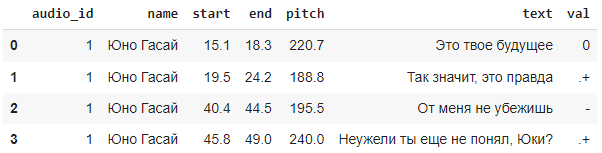 audio_id name start end pitch text val
0 1 Юно Гасай 15.1 18.3 220.7 Это твое будущее 0
1 1 Юно Гасай 19.5 24.2 188.8 Так значит, это правда .+
2 1 Юно Гасай 40.4 44.5 195.5 От меня не убежишь -
3 1 Юно Гасай 45.8 49.0 240.0 Неужели ты еще не понял, Юки? .+